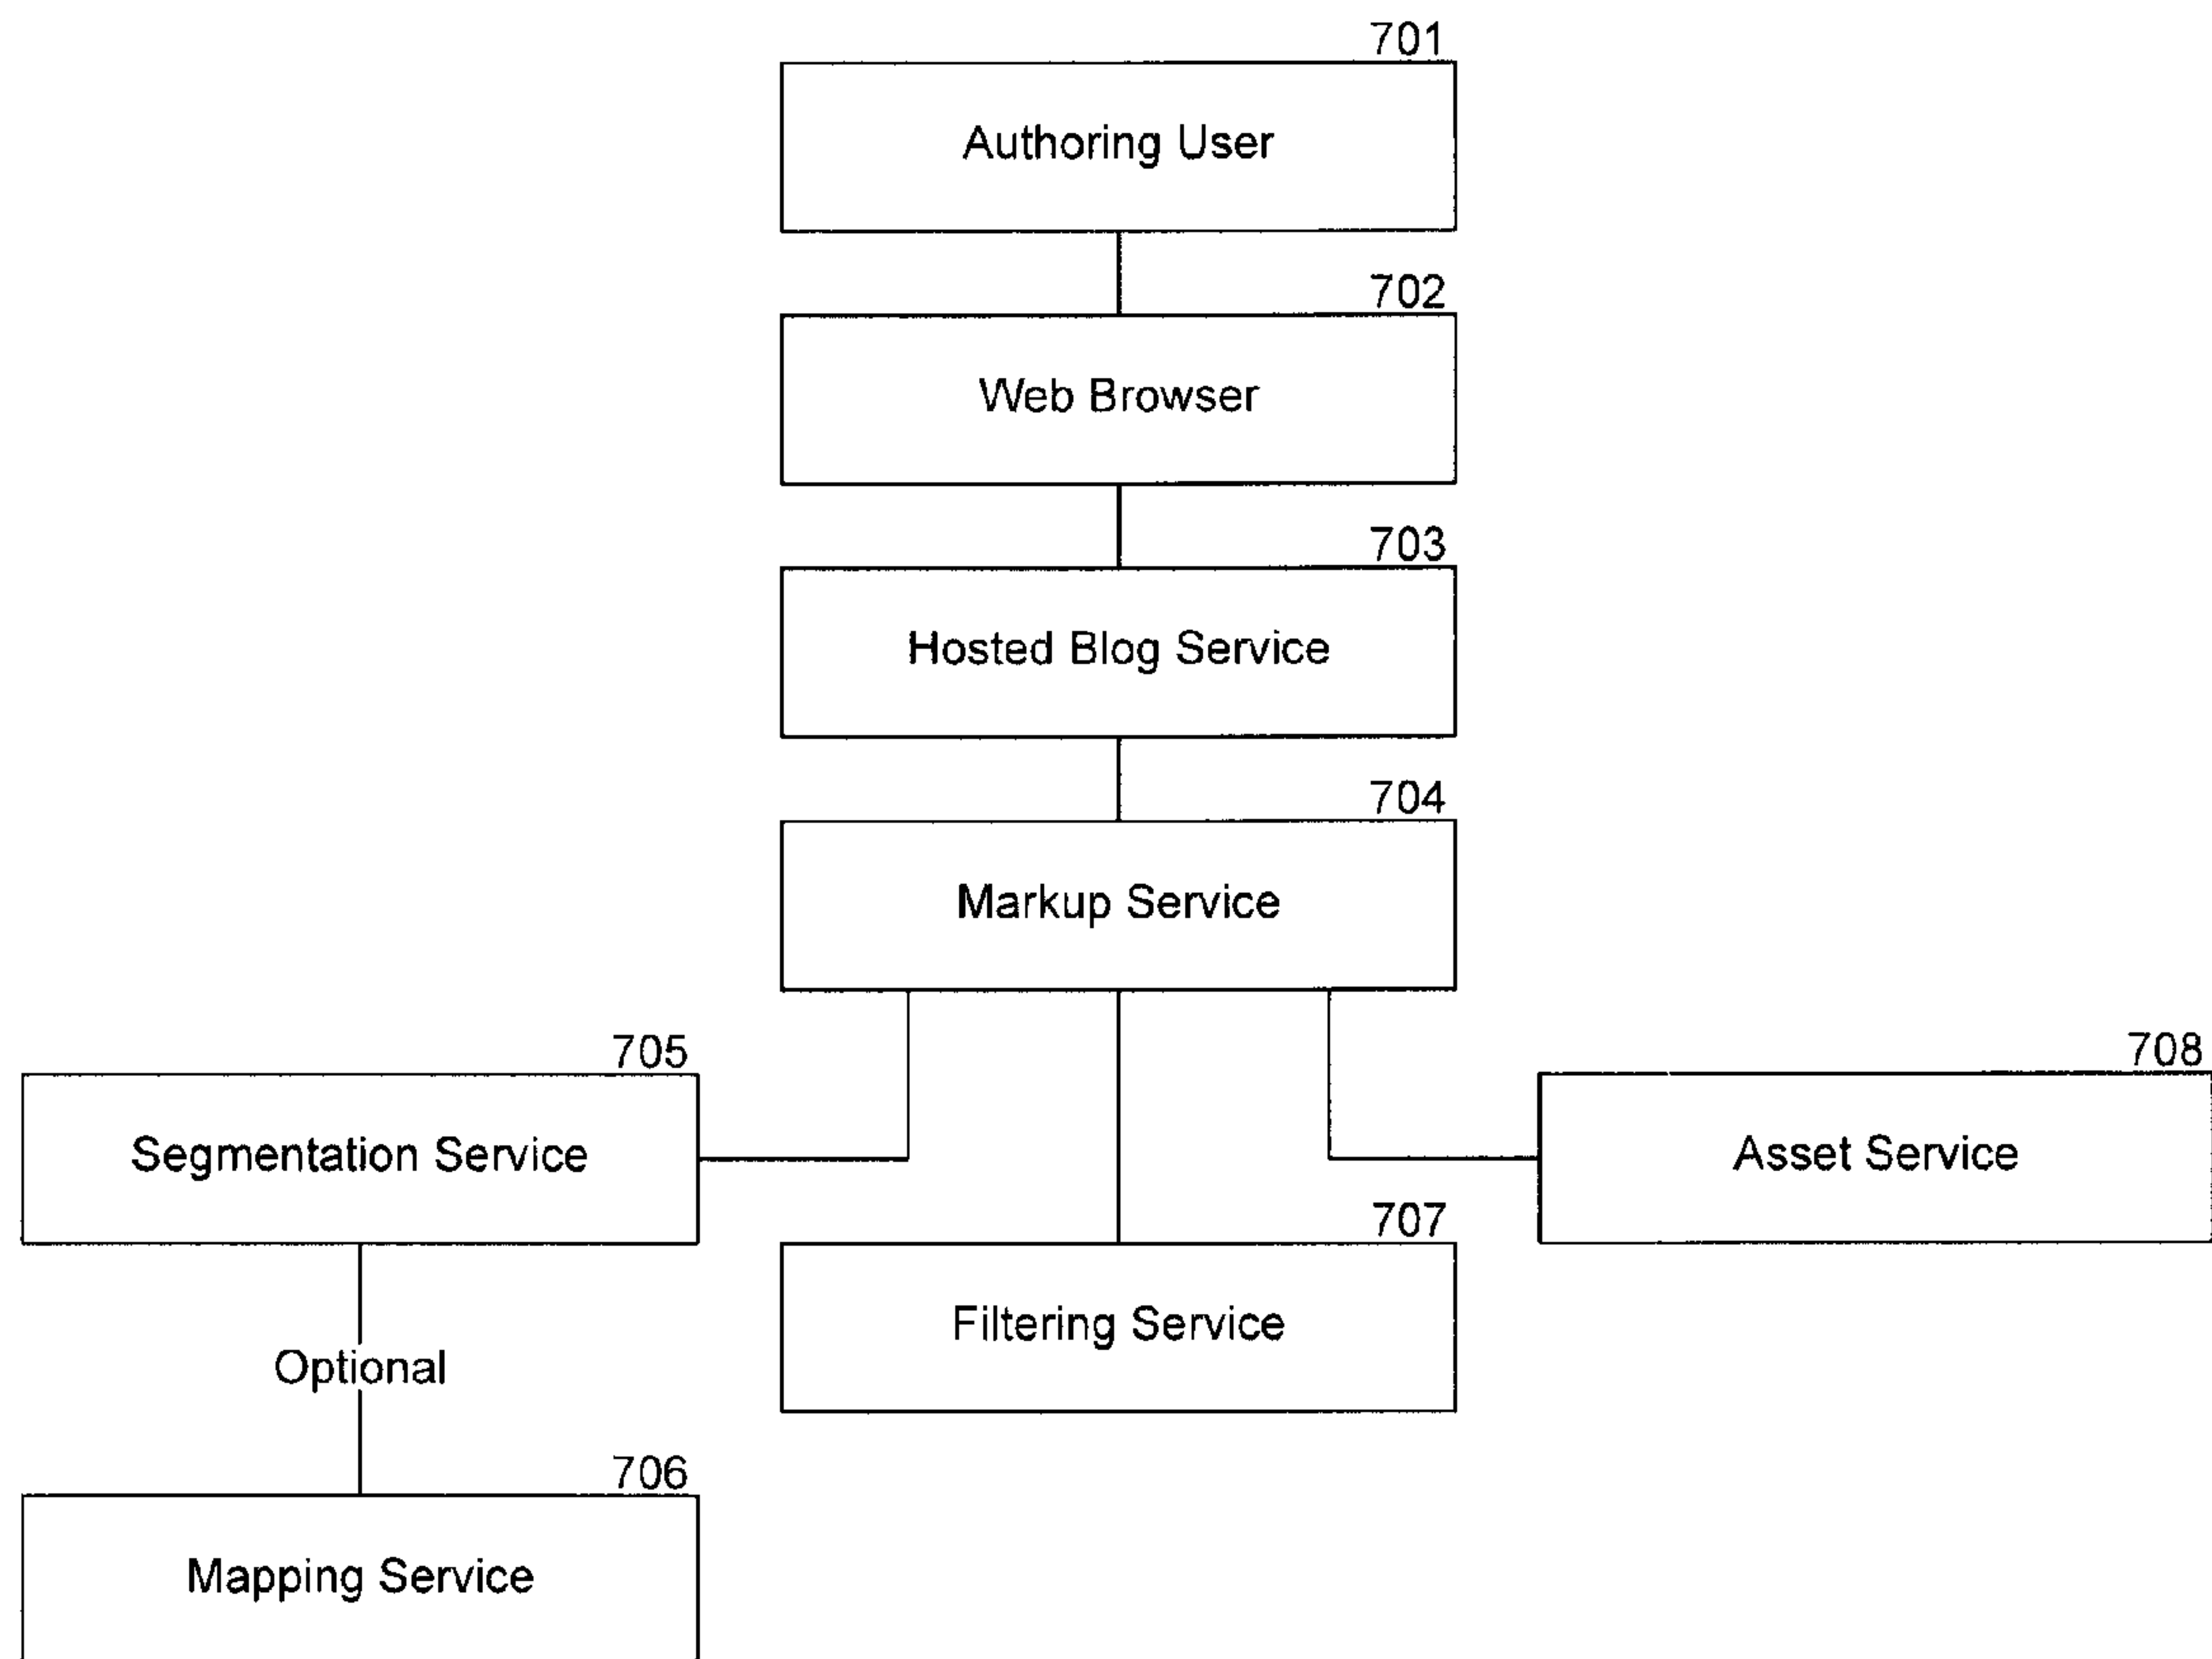 701
Authoring User
702
Web Browser
703
Hosted Blog Service
704
Markup Service
705
Segmentation Service
708
Asset Service
707
Filtering Service
Optional
706
Mapping Service